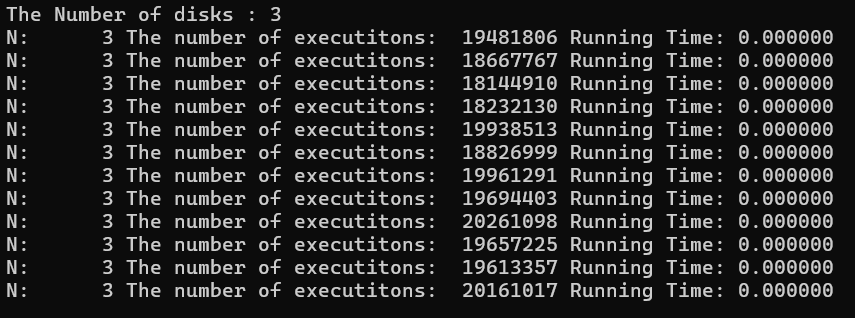 The Number of disks : 3
N:      3 The number of executitons:  19481806 Running Time: 0.000000
N:      3 The number of executitons:  18667767 Running Time: 0.000000
N:      3 The number of executitons:  18144910 Running Time: 0.000000
N:      3 The number of executitons:  18232130 Running Time: 0.000000
N:      3 The number of executitons:  19938513 Running Time: 0.000000
N:      3 The number of executitons:  18826999 Running Time: 0.000000
N:      3 The number of executitons:  19961291 Running Time: 0.000000
N:      3 The number of executitons:  19694403 Running Time: 0.000000
N:      3 The number of executitons:  20261098 Running Time: 0.000000
N:      3 The number of executitons:  19657225 Running Time: 0.000000
N:      3 The number of executitons:  19613357 Running Time: 0.000000
N:      3 The number of executitons:  20161017 Running Time: 0.000000